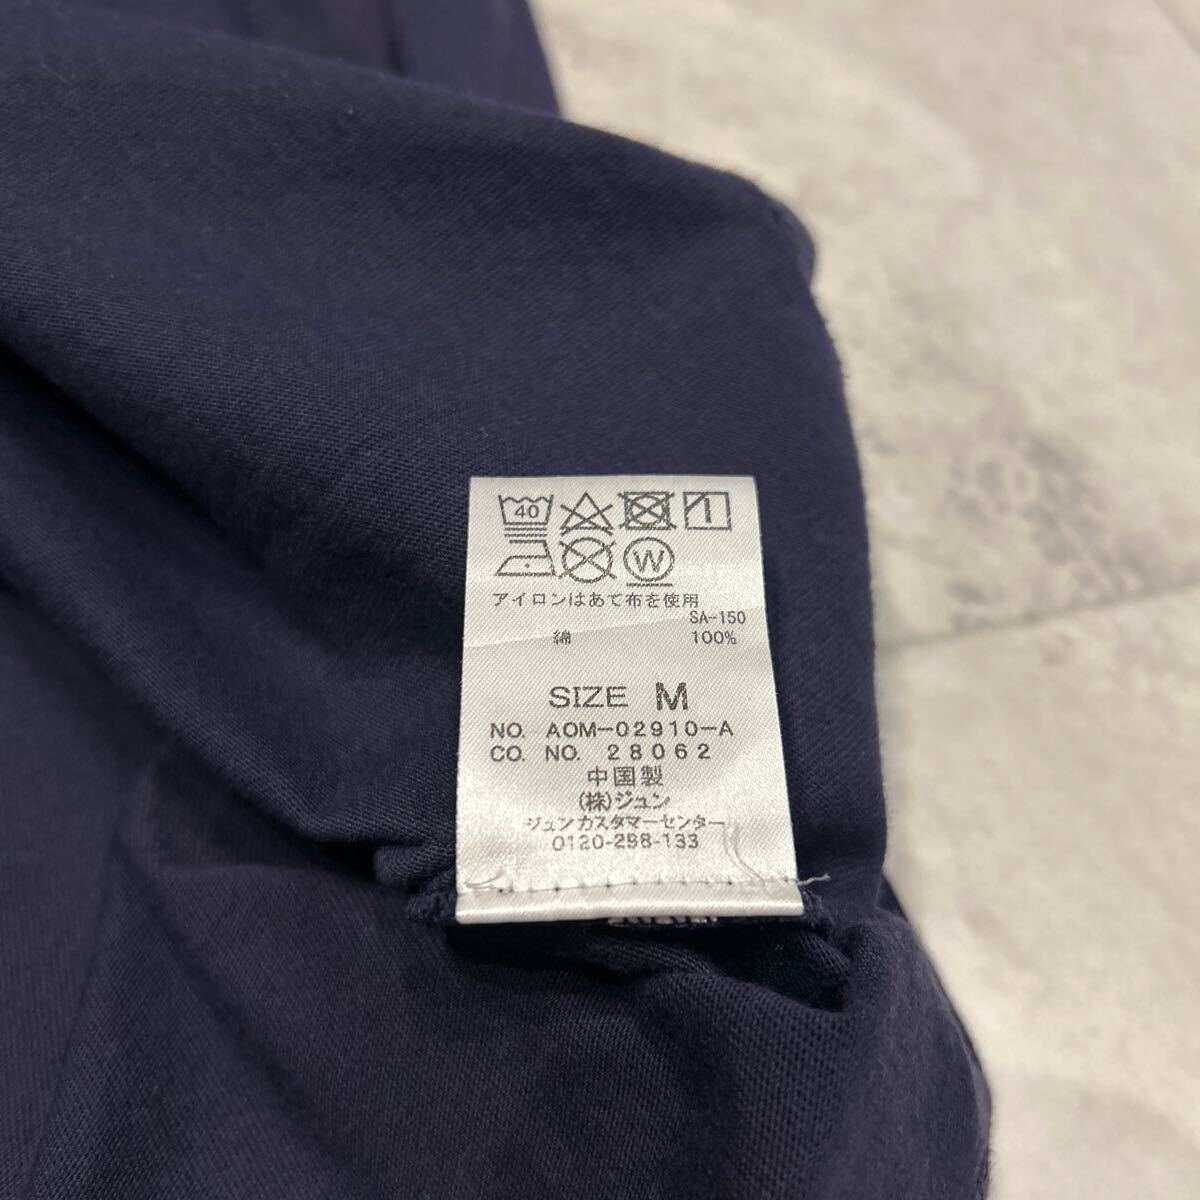 40
W
アイロンはあて布を使用
SA-150
綿 100%
SIZE M
NO. AOM-02910-A
CO. NO. 28062
中国製
(株)ジュン
ジュンカスタマーセンター
0120-298-133